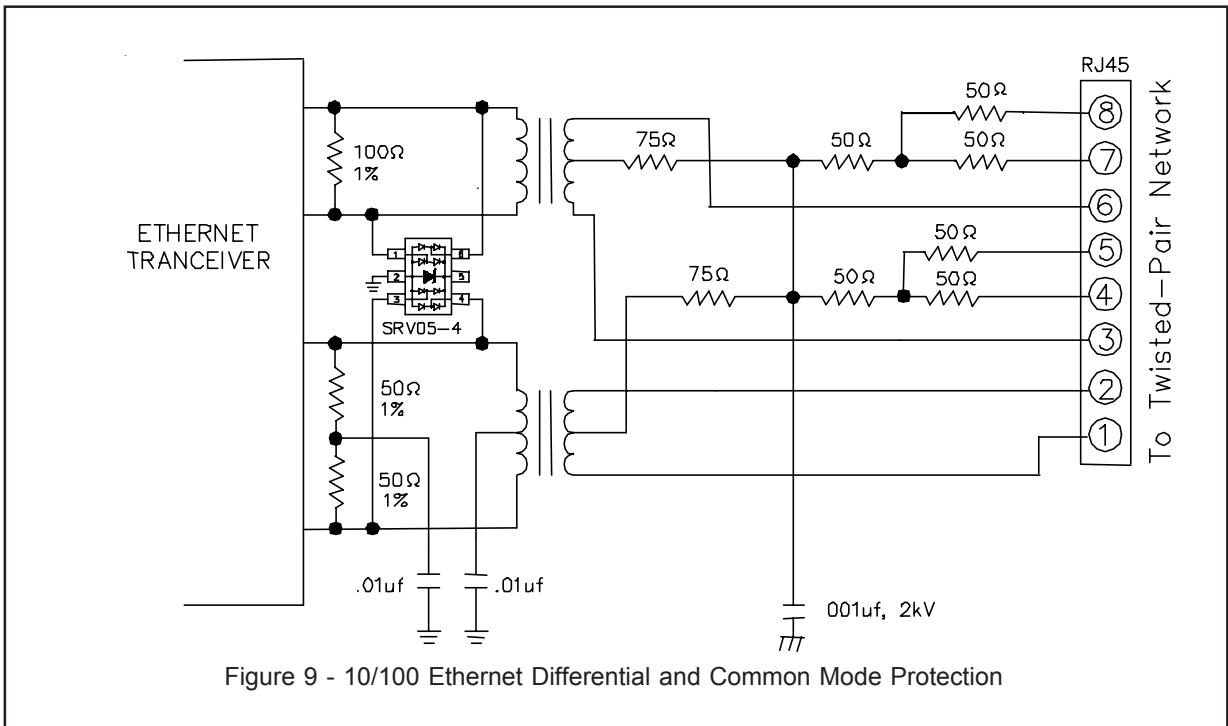 RJ45
50Ω
8
100Ω
1%
75Ω
50Ω
50Ω
7
6
ETHERNET
TRANCEIVER
1
6
2
5
3
4
SRV05-4
50Ω
5
75Ω
50Ω
50Ω
4
3
50Ω
1%
2
1
50Ω
1%
To Twisted-Pair Network
.01uf
.01uf
001uf, 2kV
Figure 9 - 10/100 Ethernet Differential and Common Mode Protection